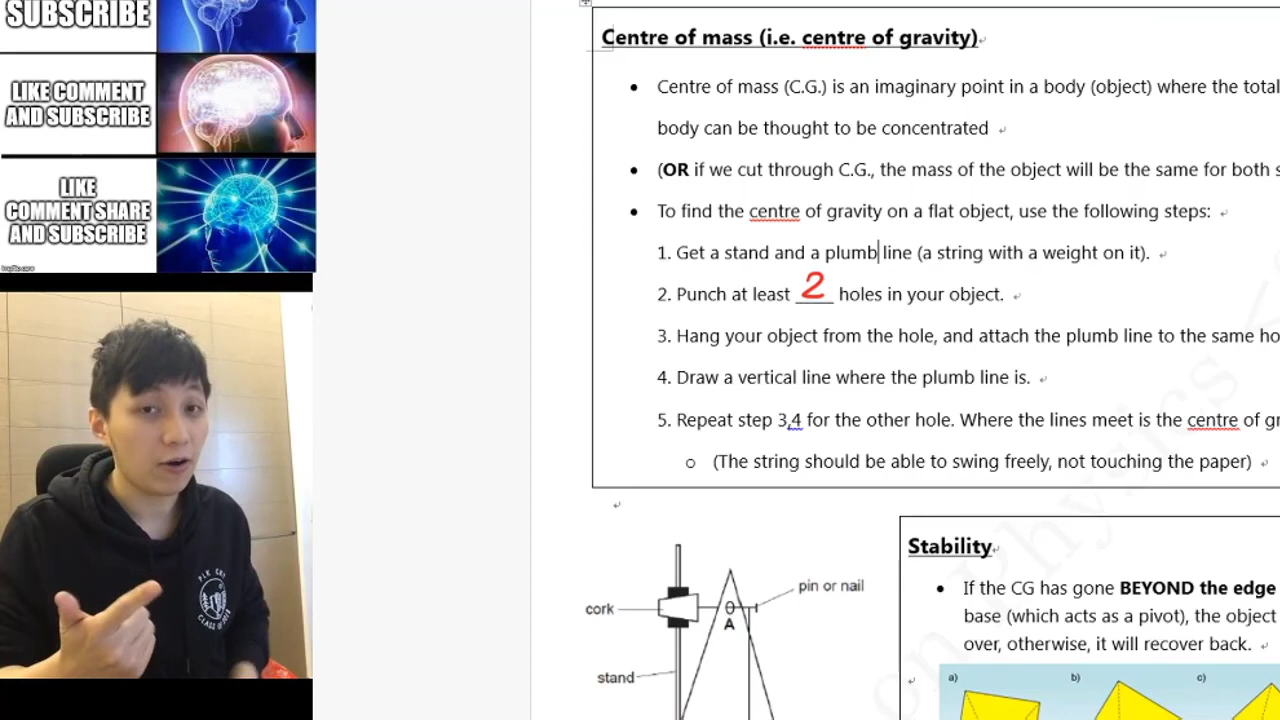 SUBSCRIBE
LIKE COMMENT
AND SUBSCRIBE
LIKE
COMMENT SHARE
AND SUBSCRIBE
Centre of mass (i.e. centre of gravity)
• Centre of mass (C.G.) is an imaginary point in a body (object) where the total
body can be thought to be concentrated
• (OR if we cut through C.G., the mass of the object will be the same for both s
• To find the centre of gravity on a flat object, use the following steps:
1. Get a stand and a plumb line (a string with a weight on it).
2. Punch at least 2 holes in your object.
3. Hang your object from the hole, and attach the plumb line to the same ho
4. Draw a vertical line where the plumb line is.
5. Repeat step 3,4 for the other hole. Where the lines meet is the centre of gr
o (The string should be able to swing freely, not touching the paper)
pin or nail
cork
A
stand
Stability
• If the CG has gone BEYOND the edge
base (which acts as a pivot), the object
over, otherwise, it will recover back.
a) b) c)
on Physics